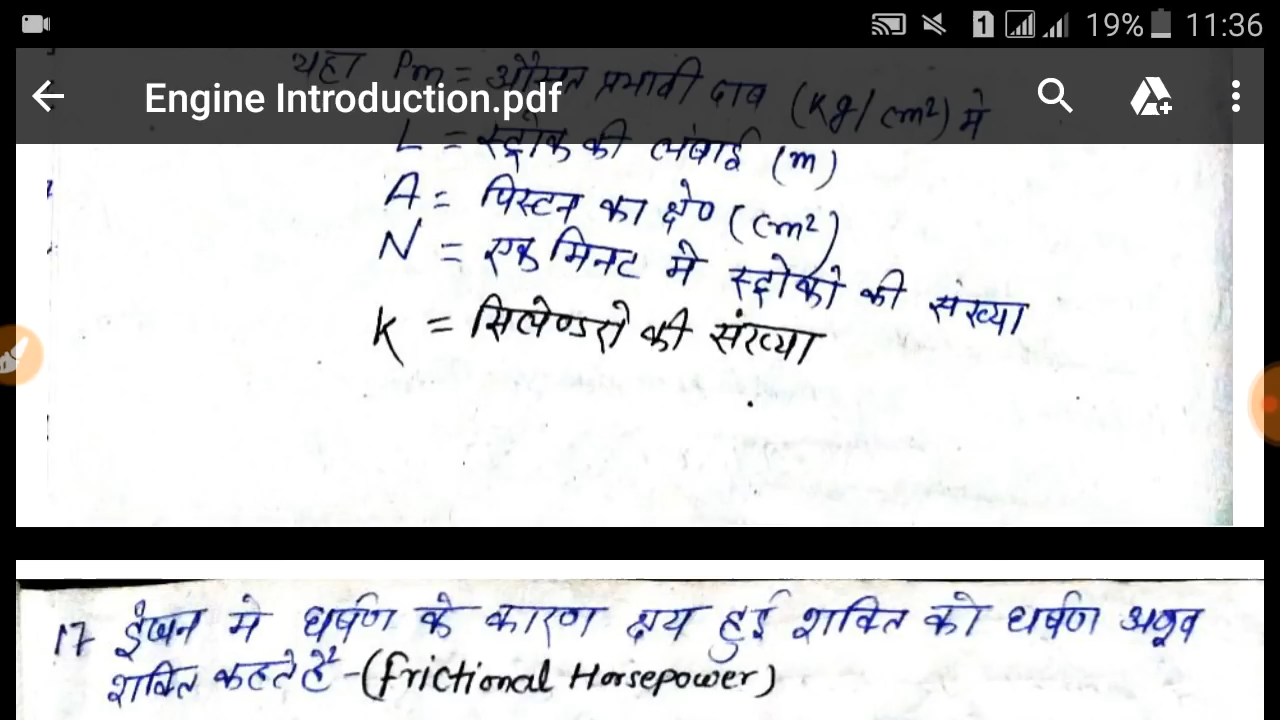 1 19% 11:36
Engine Introduction.pdf
यहा Pm = औसत प्रभावी दाब (Kg/cm²) मे
L = स्ट्रोक की लंबाई (m)
A = पिस्टन का क्षे० (cm²)
N = एक मिनट मे स्ट्रोको की संख्या
K = सिलेण्डरो की संख्या
17 इंजन मे घर्षण के कारण क्षय हुई शक्ति को घर्षण अश्व
शक्ति कहते हैं - (frictional Horsepower)